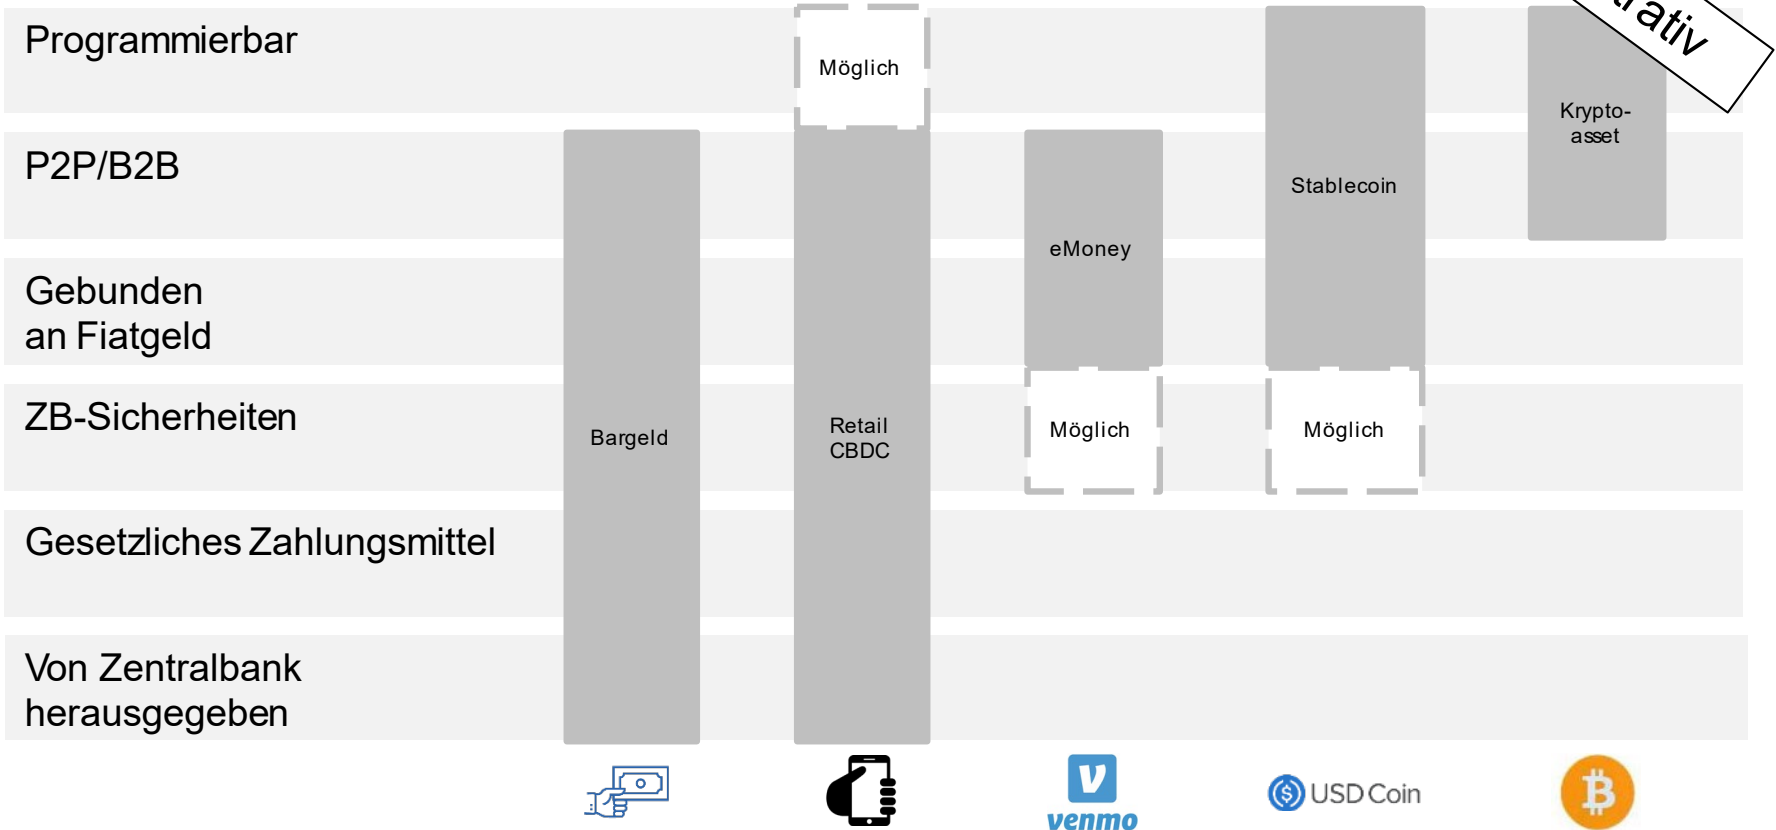 Programmierbar
Möglich
Krypto-
asset
P2P/B2B
Stablecoin
eMoney
Gebunden
an Fiatgeld
ZB-Sicherheiten
Bargeld
Retail
CBDC
Möglich
Möglich
Gesetzliches Zahlungsmittel
Von Zentralbank
herausgegeben
venmo
USD Coin